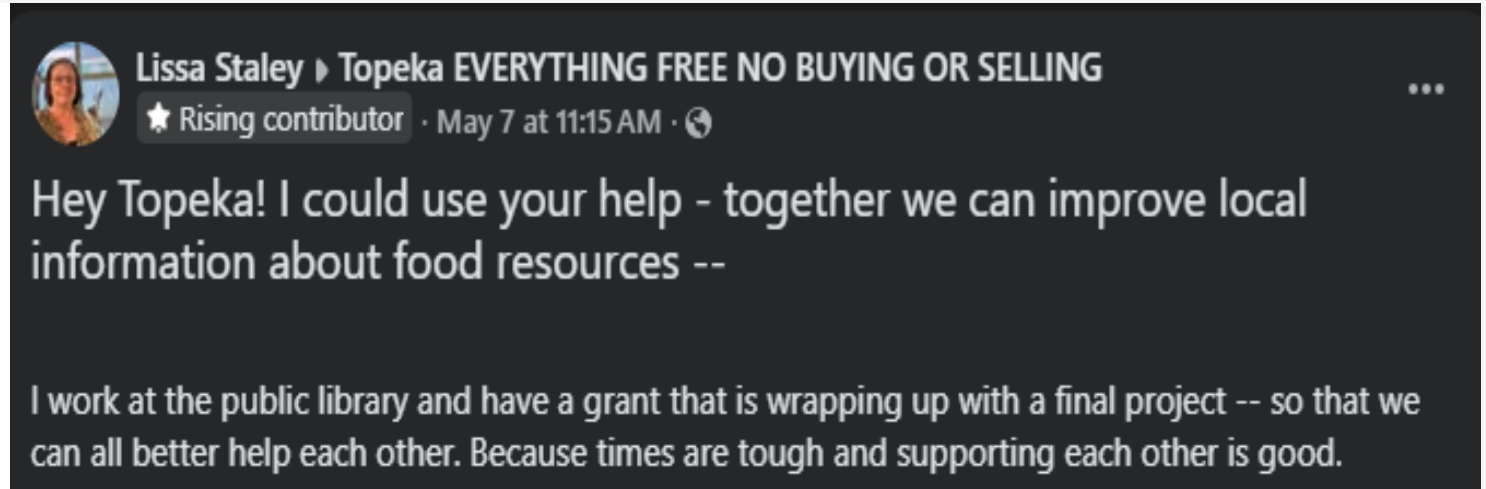 Lissa Staley ▸ Topeka EVERYTHING FREE NO BUYING OR SELLING
Rising contributor · May 7 at 11:15 AM ·
Hey Topeka! I could use your help - together we can improve local
information about food resources --
I work at the public library and have a grant that is wrapping up with a final project -- so that we
can all better help each other. Because times are tough and supporting each other is good.